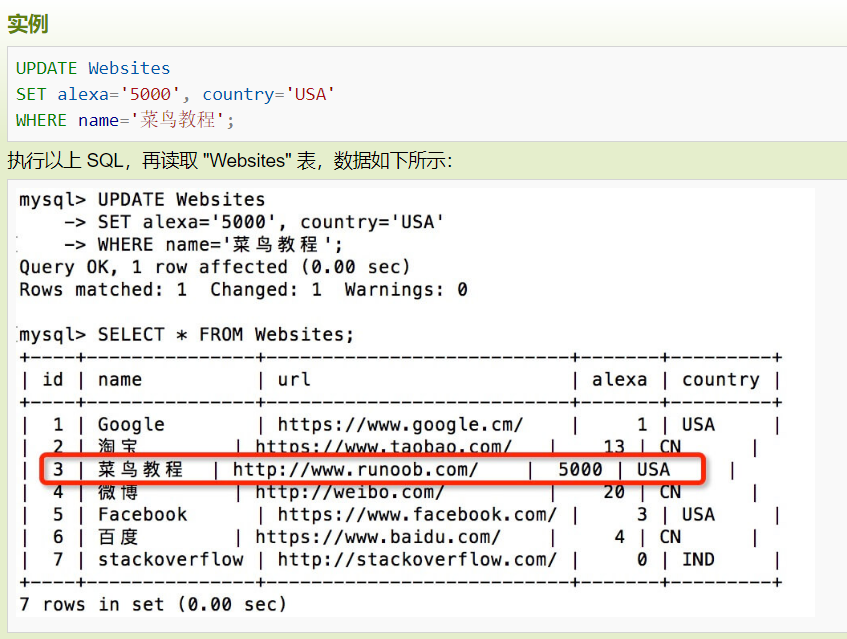 实例
UPDATE Websites
SET alexa='5000', country='USA'
WHERE name='菜鸟教程';
执行以上 SQL，再读取 "Websites" 表，数据如下所示：
mysql> UPDATE Websites
    -> SET alexa='5000', country='USA'
    -> WHERE name='菜鸟教程';
Query OK, 1 row affected (0.00 sec)
Rows matched: 1  Changed: 1  Warnings: 0
mysql> SELECT * FROM Websites;
+----+---------------+---------------------------+-------+---------+
| id | name          | url                       | alexa | country |
+----+---------------+---------------------------+-------+---------+
|  1 | Google        | https://www.google.cm/    |     1 | USA     |
|  2 | 淘宝          | https://www.taobao.com/   |    13 | CN      |
|  3 | 菜鸟教程      | http://www.runoob.com/    |  5000 | USA     |
|  4 | 微博          | http://weibo.com/         |    20 | CN      |
|  5 | Facebook      | https://www.facebook.com/ |     3 | USA     |
|  6 | 百度          | https://www.baidu.com/    |     4 | CN      |
|  7 | stackoverflow | http://stackoverflow.com/ |     0 | IND     |
+----+---------------+---------------------------+-------+---------+
7 rows in set (0.00 sec)